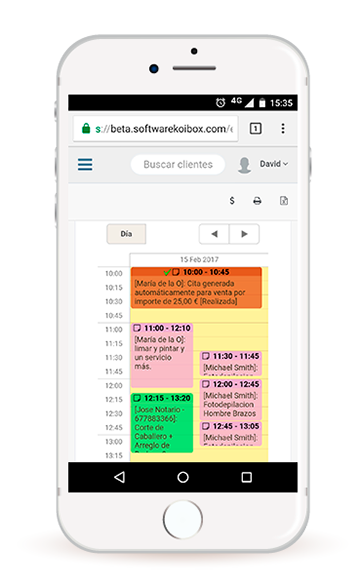 4G 15:35
s://beta.softwarekoibox.com/e 1
Buscar clientes David
$
Día
15 Feb 2017
10:00
10:15
10:30
10:45
11:00
11:15
11:30
11:45
12:00
12:15
12:30
12:45
13:00
13:15
10:00 - 10:45
[María de la O]: Cita generada
automáticamente para venta por
importe de 25,00 € [Realizada]
11:00 - 12:10
[María de la O]:
limar y pintar y
un servicio
más.
11:30 - 11:45
[Michael Smith]:
Fotodepilacion
12:00 - 12:45
[Michael Smith]:
Fotodepilacion
Hombre Brazos
12:15 - 13:20
[Jose Notario -
677883366]:
Corte de
Caballero +
Arreglo de
12:45 - 13:05
[Michael Smith]:
Fotodepilacion